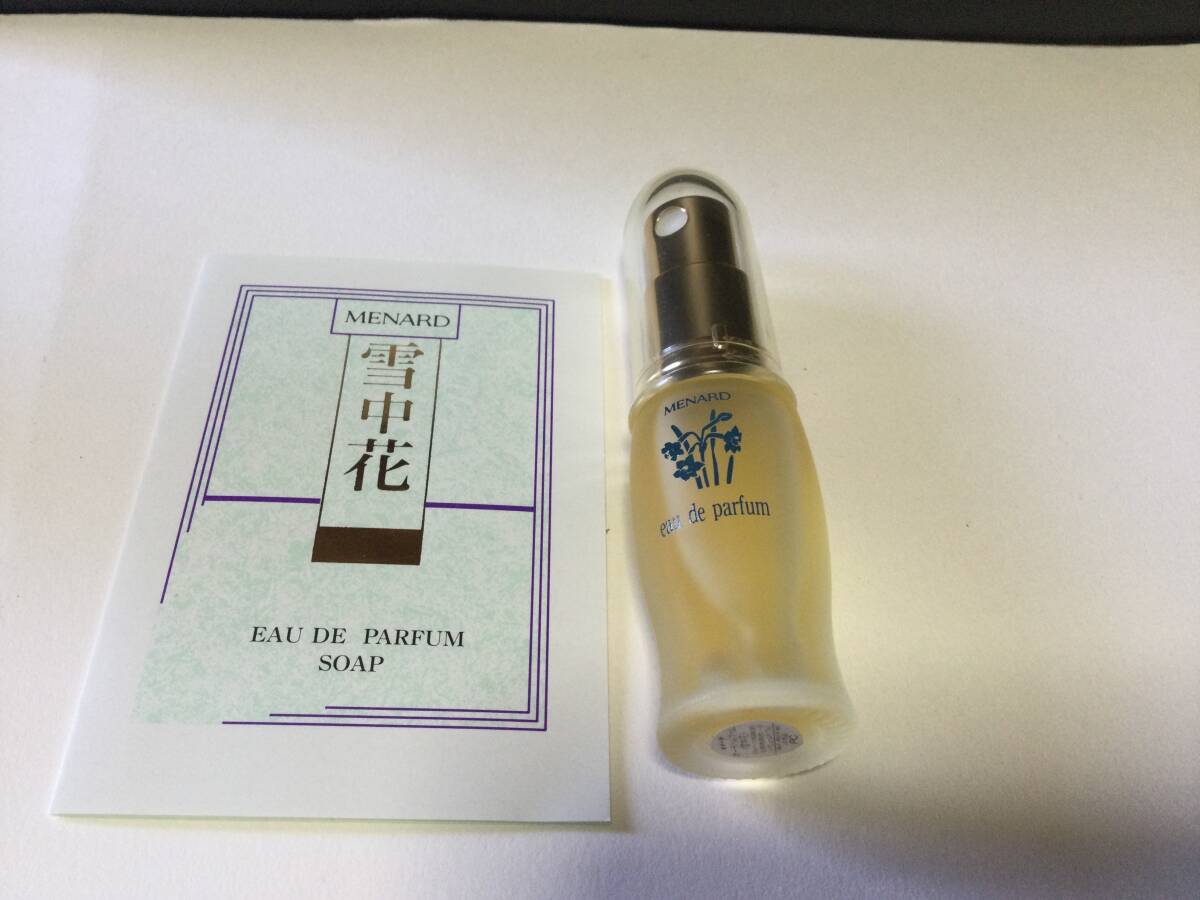 MENARD
雪中花
EAU DE PARFUM
SOAP
MENARD
eau de parfum